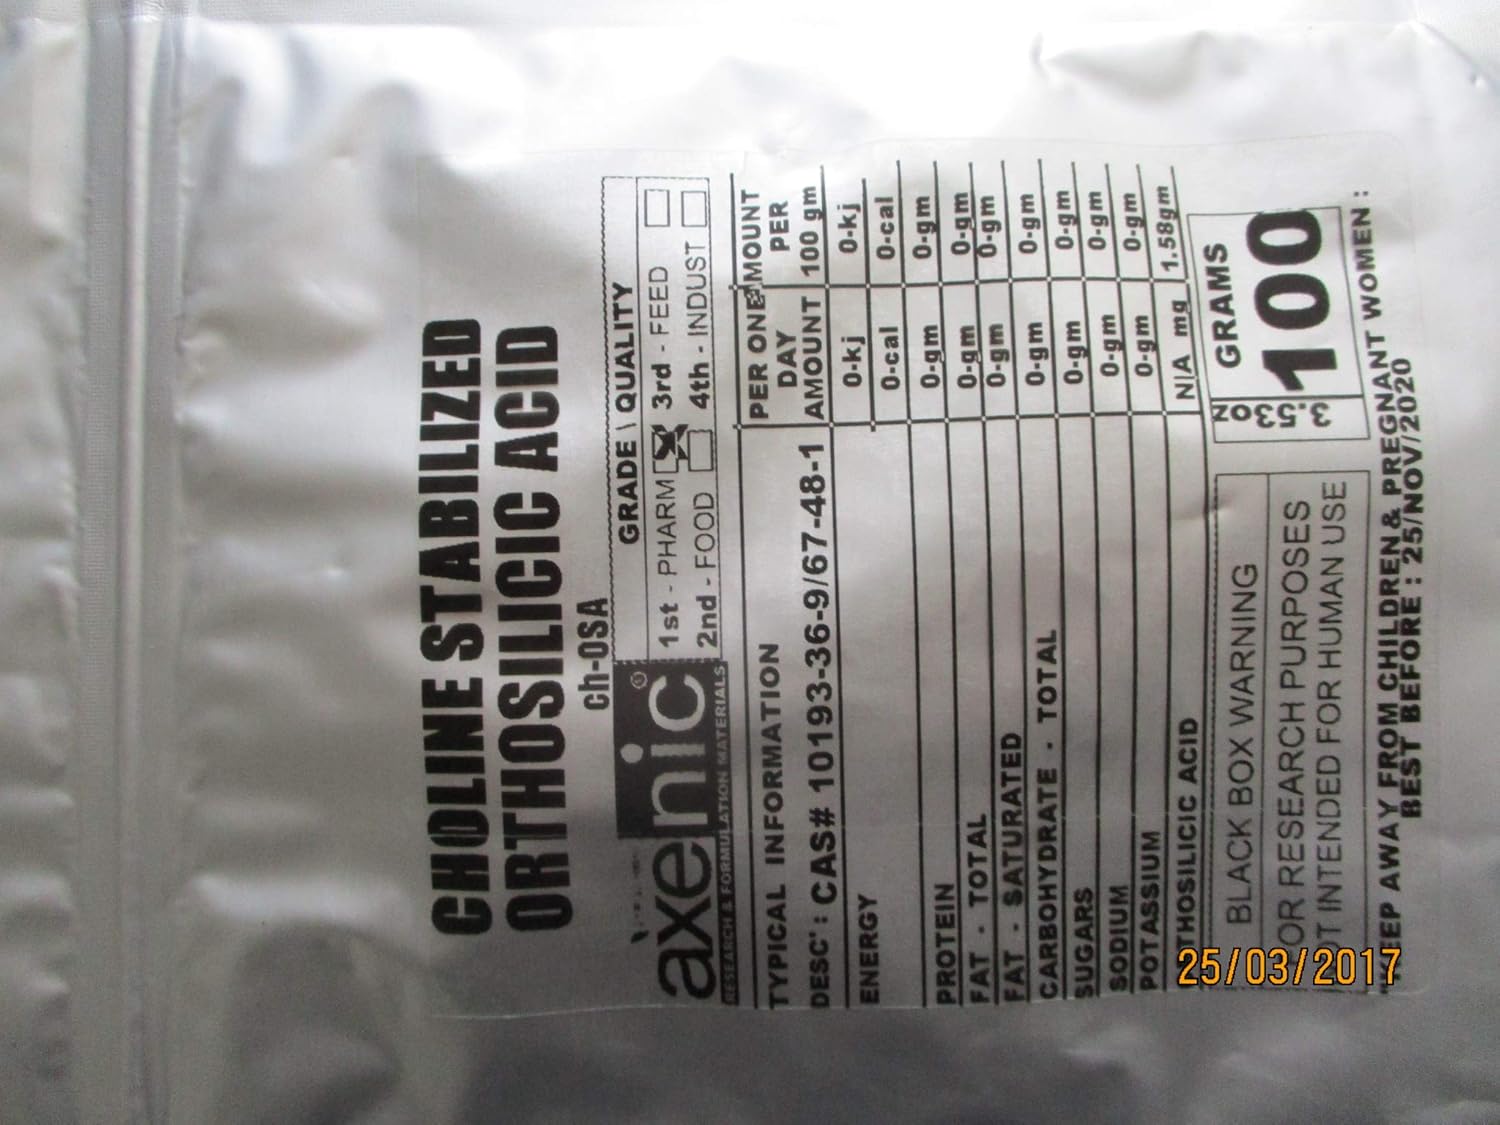 CHOLINE STABILIZED
ORTHOSILICIC ACID
ch-OSA
axenic
RESEARCH & FORMULATION MATERIALS
GRADE \ QUALITY
1st - PHARM 3rd - FEED
2nd - FOOD 4th - INDUST
TYPICAL INFORMATION PER ONE DAY AMOUNT AMOUNT PER 100 gm
DESC' : CAS# 10193-36-9/67-48-1
ENERGY 0-kj 0-kj
0-cal 0-cal
PROTEIN 0-gm 0-gm
FAT - TOTAL 0-gm 0-gm
FAT - SATURATED 0-gm 0-gm
CARBOHYDRATE - TOTAL 0-gm 0-gm
SUGARS 0-gm 0-gm
SODIUM 0-gm 0-gm
POTASSIUM 0-gm 0-gm
THOSILICIC ACID N/A mg 1.58gm
BLACK BOX WARNING
OR RESEARCH PURPOSES
OT INTENDED FOR HUMAN USE
GRAMS
100
3.53
KEEP AWAY FROM CHILDREN & PREGNANT WOMEN :
BEST BEFORE : 25/NOV/2020
25/03/2017